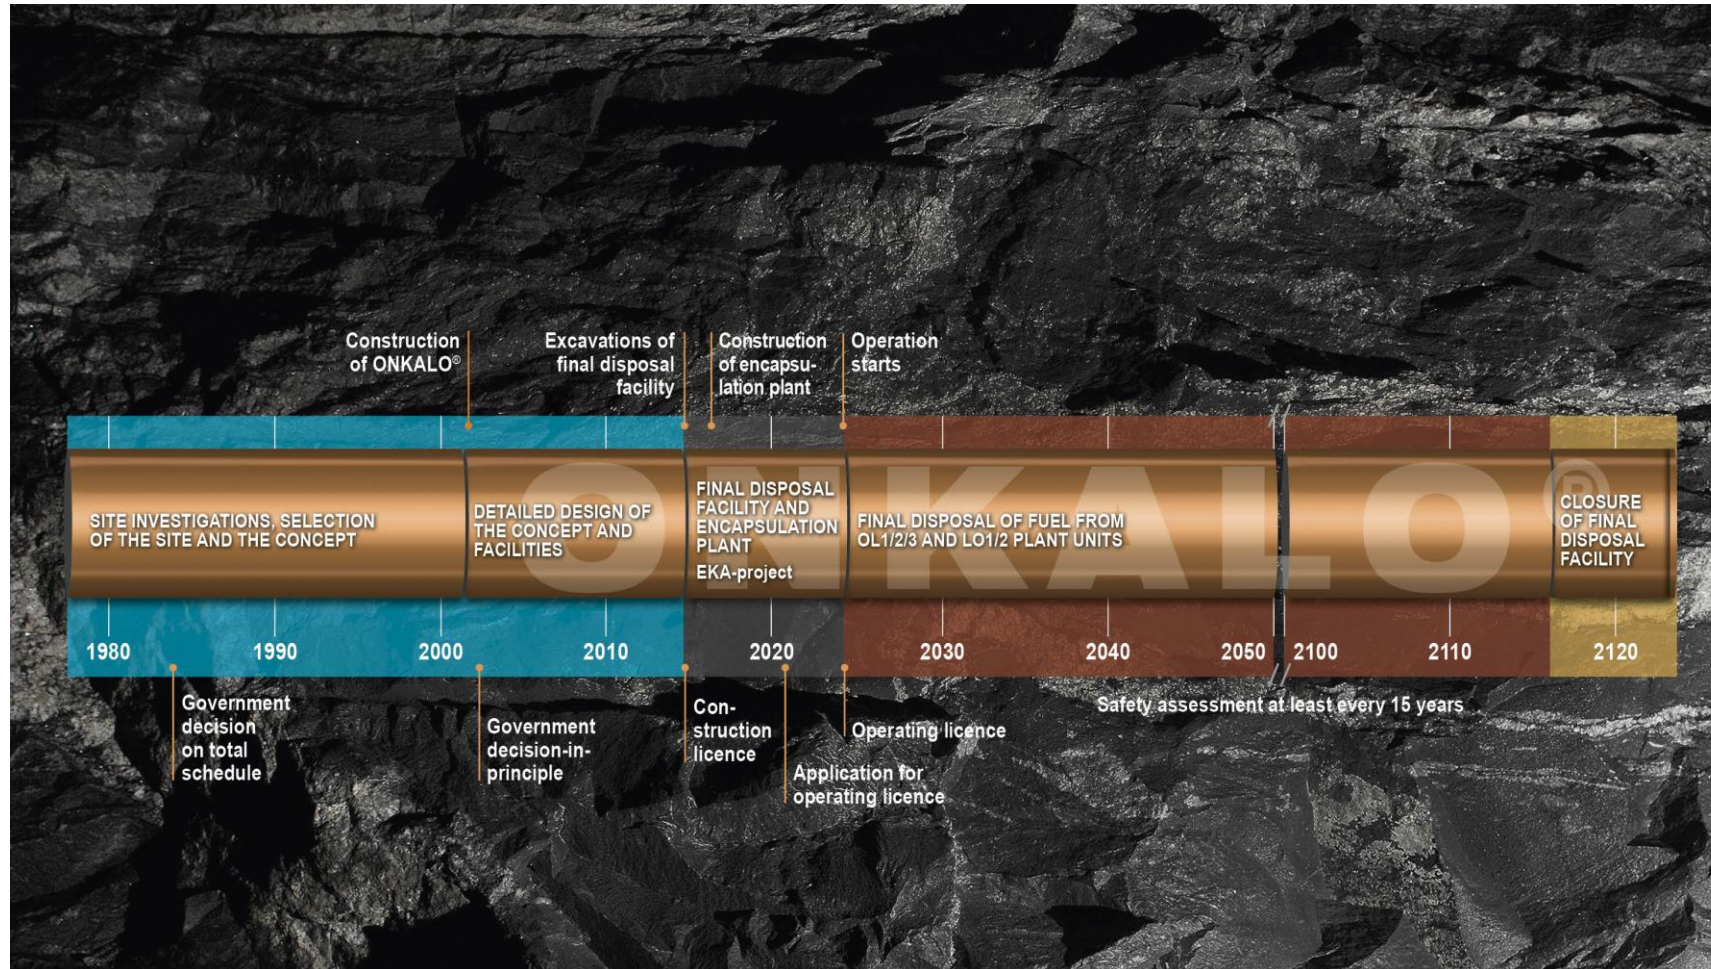 Construction
of ONKALO®
Excavations of
final disposal
facility
Construction
of encapsu-
lation plant
Operation
starts
ONKALO®
SITE INVESTIGATIONS, SELECTION
OF THE SITE AND THE CONCEPT
DETAILED DESIGN OF
THE CONCEPT AND
FACILITIES
FINAL DISPOSAL
FACILITY AND
ENCAPSULATION
PLANT
EKA-project
FINAL DISPOSAL OF FUEL FROM
OL1/2/3 AND LO1/2 PLANT UNITS
CLOSURE
OF FINAL
DISPOSAL
FACILITY
1980 1990 2000 2010 2020 2030 2040 2050 2100 2110 2120
Government
decision
on total
schedule
Government
decision-in-
principle
Con-
struction
licence
Application for
operating licence
Operating licence
Safety assessment at least every 15 years